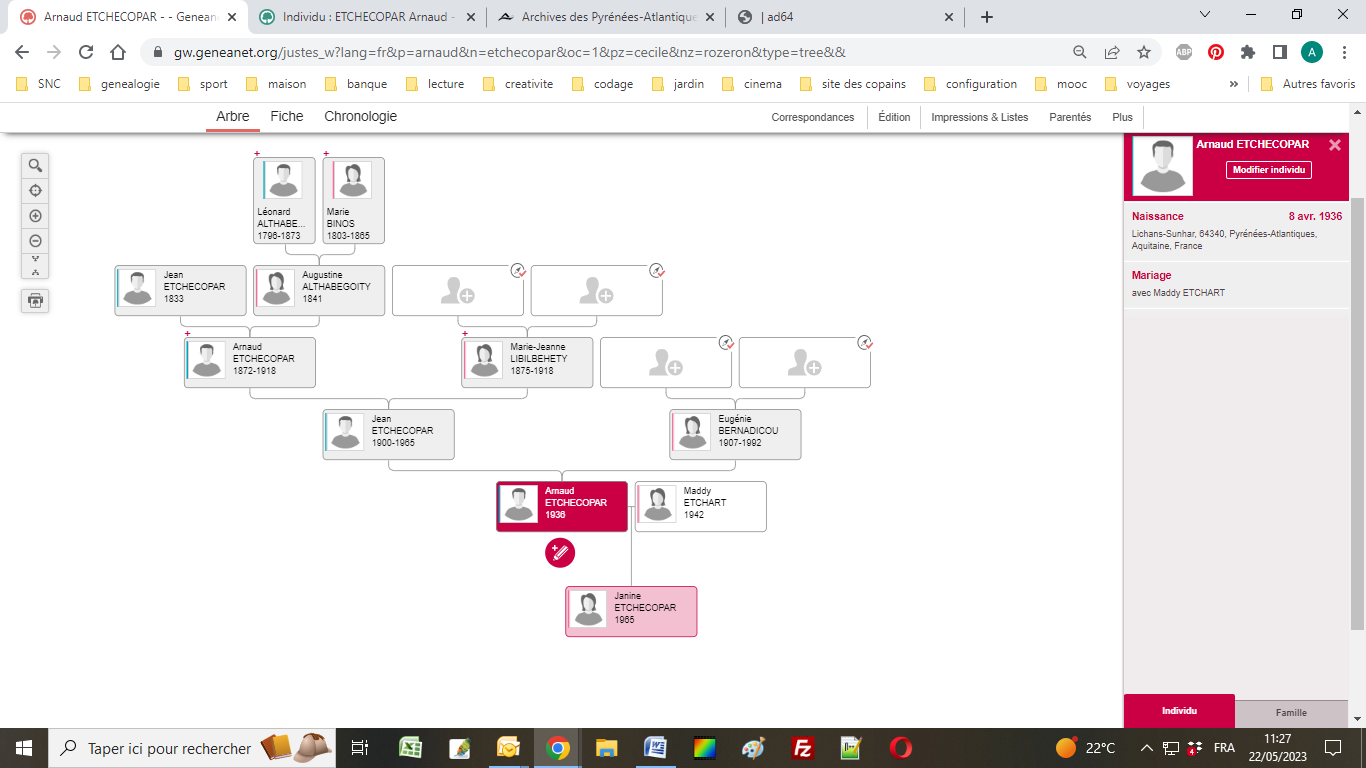 Arnaud ETCHECOPAR - - Genean
Individu : ETCHECOPAR Arnaud -
Archives des Pyrénées-Atlantique
| ad64
gw.geneanet.org/justes_w?lang=fr&p=arnaud&n=etchecopar&oc=1&pz=cecile&nz=rozeron&type=tree&&
ABP
A
SNC
genealogie
sport
maison
banque
lecture
creativite
codage
jardin
cinema
site des copains
configuration
mooc
voyages
»
Autres favoris
Arbre
Fiche
Chronologie
Correspondances
Édition
Impressions & Listes
Parentés
Plus
Léonard
ALTHABE...
1796-1873
Marie
BINOS
1803-1865
Jean
ETCHECOPAR
1833
Augustine
ALTHABEGOITY
1841
Arnaud
ETCHECOPAR
1872-1918
Marie-Jeanne
LIBILBEHETY
1875-1918
Jean
ETCHECOPAR
1900-1965
Eugénie
BERNADICOU
1907-1992
Arnaud
ETCHECOPAR
1936
Maddy
ETCHART
1942
Janine
ETCHECOPAR
1965
Arnaud ETCHECOPAR
Modifier individu
Naissance
8 avr. 1936
Lichans-Sunhar, 64340, Pyrénées-Atlantiques,
Aquitaine, France
Mariage
avec Maddy ETCHART
Individu
Famille
Taper ici pour rechercher
22°C
FRA
11:27
22/05/2023